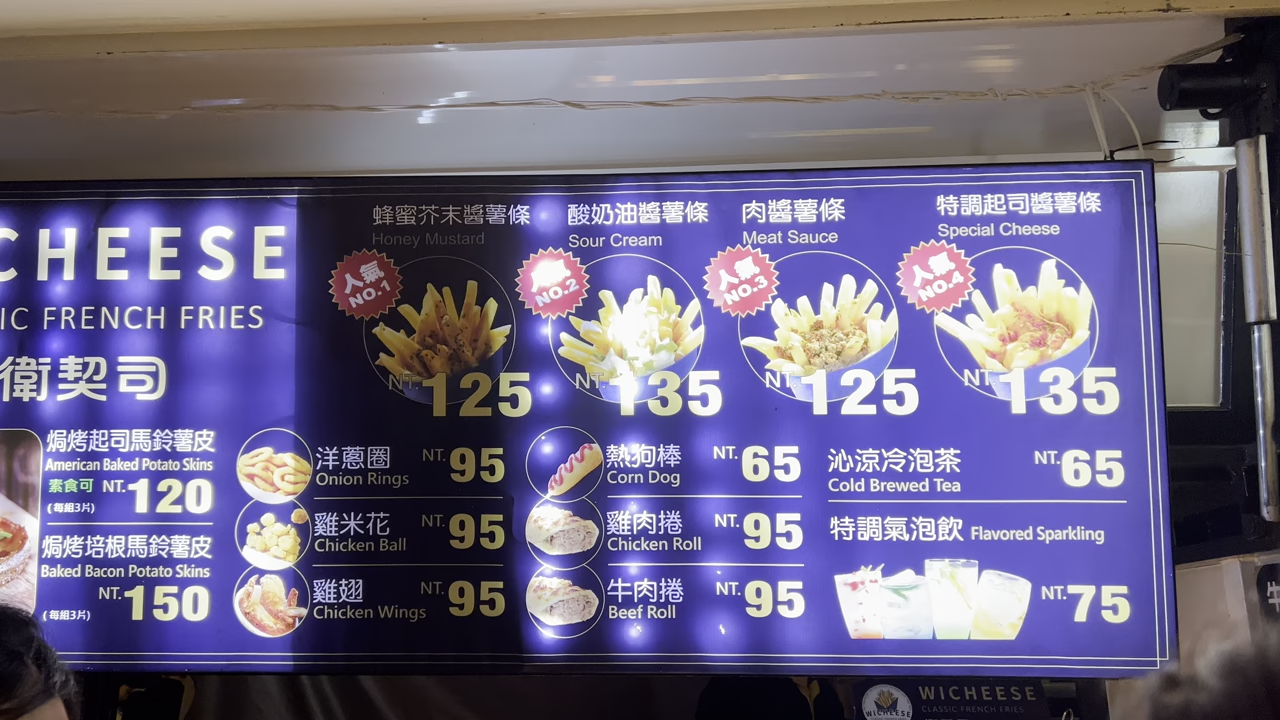 CHEESE
IC FRENCH FRIES
衛契司
焗烤起司馬鈴薯皮
American Baked Potato Skins
素食可 NT.120
(每組3片)
焗烤培根馬鈴薯皮
Baked Bacon Potato Skins
NT.150
(每組3片)
蜂蜜芥末醬薯條
Honey Mustard
人氣
NO.1
NT.125
酸奶油醬薯條
Sour Cream
人氣
NO.2
NT.135
肉醬薯條
Meat Sauce
人氣
NO.3
NT.125
特調起司醬薯條
Special Cheese
人氣
NO.4
NT.135
洋蔥圈 NT.95
Onion Rings
雞米花 NT.95
Chicken Ball
雞翅 NT.95
Chicken Wings
熱狗棒 NT.65
Corn Dog
雞肉捲 NT.95
Chicken Roll
牛肉捲 NT.95
Beef Roll
沁涼冷泡茶 NT.65
Cold Brewed Tea
特調氣泡飲 Flavored Sparkling
NT.75
WICHEESE
WICHEESE
CLASSIC FRENCH FRIES